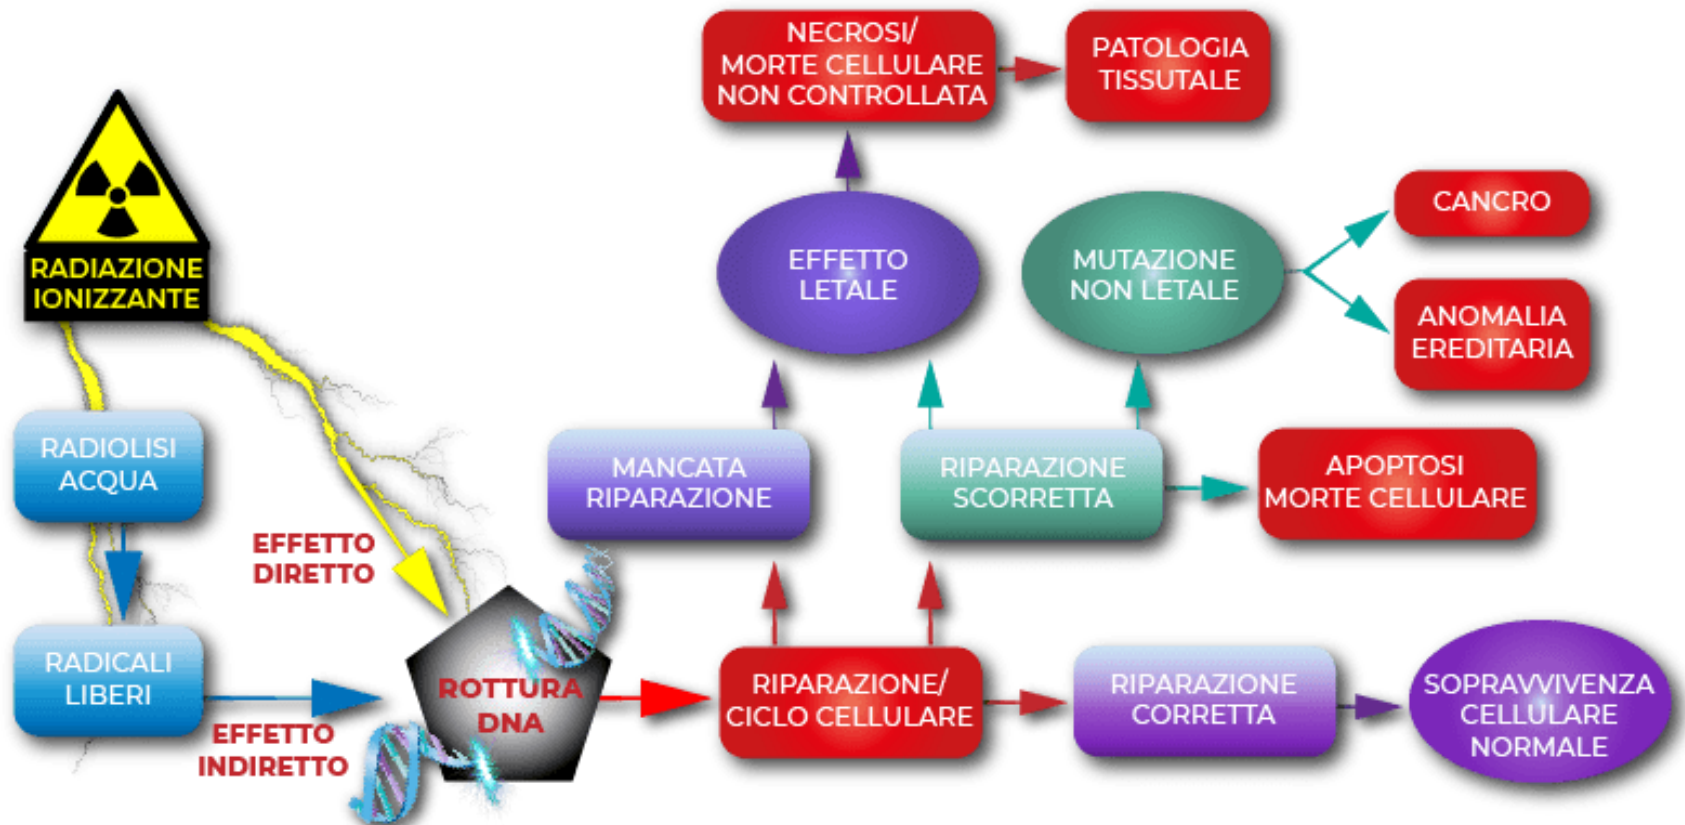 NECROSI/
MORTE CELLULARE
NON CONTROLLATA
PATOLOGIA
TISSUTALE
RADIAZIONE
IONIZZANTE
EFFETTO
LETALE
MUTAZIONE
NON LETALE
CANCRO
ANOMALIA
EREDITARIA
RADIOLISI
ACQUA
MANCATA
RIPARAZIONE
RIPARAZIONE
SCORRETTA
APOPTOSI
MORTE CELLULARE
EFFETTO
DIRETTO
RADICALI
LIBERI
EFFETTO
INDIRETTO
ROTTURA
DNA
RIPARAZIONE/
CICLO CELLULARE
RIPARAZIONE
CORRETTA
SOPRAVVIVENZA
CELLULARE
NORMALE